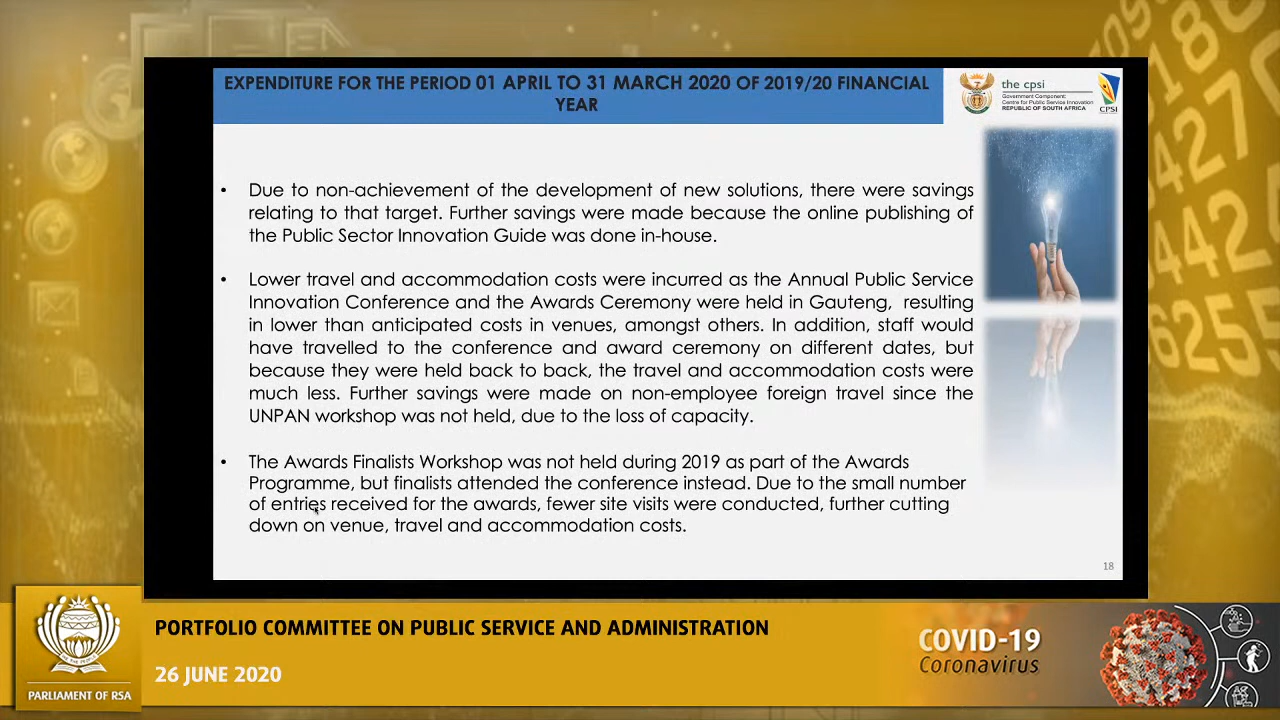 EXPENDITURE FOR THE PERIOD 01 APRIL TO 31 MARCH 2020 OF 2019/20 FINANCIAL
YEAR
the cpsi
Government Component:
Centre for Public Service Innovation
REPUBLIC OF SOUTH AFRICA
CPSI
• Due to non-achievement of the development of new solutions, there were savings
relating to that target. Further savings were made because the online publishing of
the Public Sector Innovation Guide was done in-house.
• Lower travel and accommodation costs were incurred as the Annual Public Service
Innovation Conference and the Awards Ceremony were held in Gauteng, resulting
in lower than anticipated costs in venues, amongst others. In addition, staff would
have travelled to the conference and award ceremony on different dates, but
because they were held back to back, the travel and accommodation costs were
much less. Further savings were made on non-employee foreign travel since the
UNPAN workshop was not held, due to the loss of capacity.
• The Awards Finalists Workshop was not held during 2019 as part of the Awards
Programme, but finalists attended the conference instead. Due to the small number
of entries received for the awards, fewer site visits were conducted, further cutting
down on venue, travel and accommodation costs.
18
PORTFOLIO COMMITTEE ON PUBLIC SERVICE AND ADMINISTRATION
26 JUNE 2020
PARLIAMENT OF RSA
COVID-19
Coronavirus